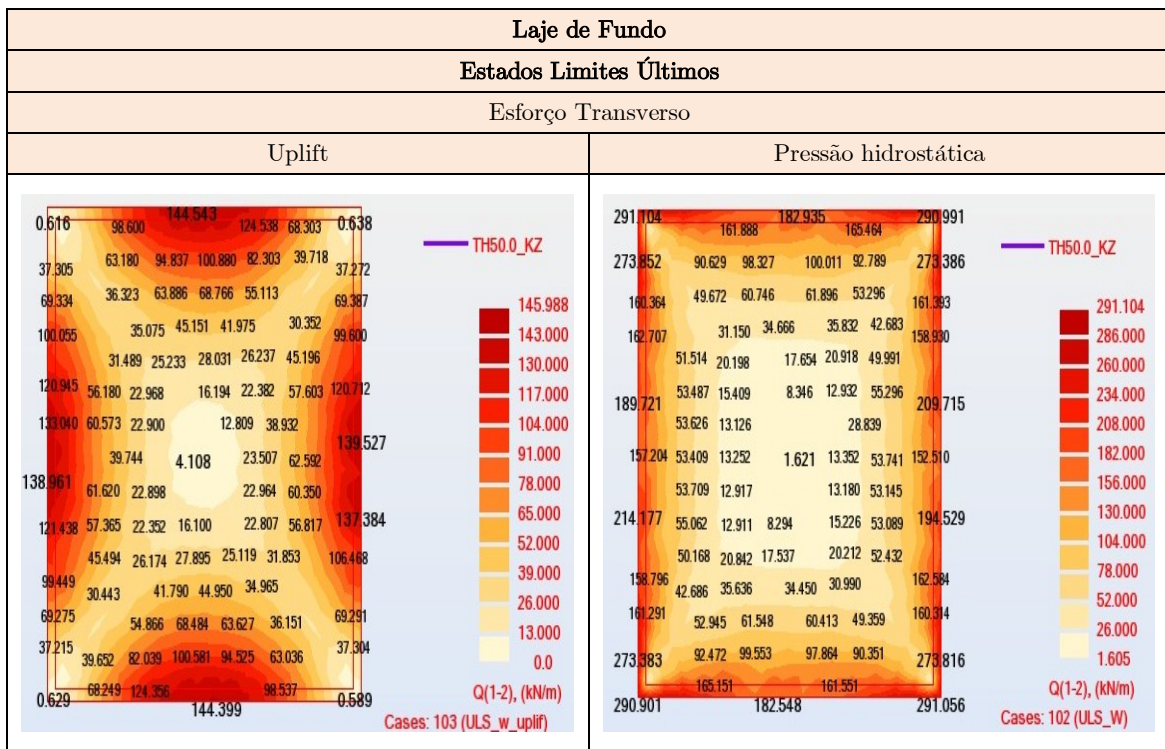 Laje de Fundo
Estados Limites Últimos
Esforço Transverso
Uplift
Pressão hidrostática
0.616 144.543 0.638
98.600 124.538 68.303
63.180 94.837 100.880 82.303 39.718
37.305 37.272
36.323 63.886 68.766 55.113
69.334 69.387
35.075 45.151 41.975 30.352
100.055 99.600
31.489 25.233 28.031 26.237 45.196
120.945 56.180 22.968 16.194 22.382 57.603 120.712
133.040 60.573 22.900 12.809 38.932
139.527
39.744 4.108 23.507 62.592
138.961
61.620 22.898 22.964 60.350
121.438 57.365 22.352 16.100 22.807 56.817 137.384
45.494 26.174 27.895 25.119 31.853 106.468
99.449
30.443 41.790 44.950 34.965
69.275 69.291
54.866 68.484 63.627 36.151
37.215 37.304
39.652 82.039 100.581 94.525 63.036
68.249 124.356 98.537
0.629 144.399 0.589
TH50.0_KZ
145.988
143.000
130.000
117.000
104.000
91.000
78.000
65.000
52.000
39.000
26.000
13.000
0.0
Q(1-2), (kN/m)
Cases: 103 (ULS_w_uplif)
291.104 182.935 290.991
161.888 165.464
273.852 90.629 98.327 100.011 92.789 273.386
49.672 60.746 61.896 53.296
160.364 161.393
31.150 34.666 35.832 42.683
162.707 158.930
51.514 20.198 17.654 20.918 49.991
53.487 15.409 8.346 12.932 55.296
189.721 209.715
53.626 13.126 28.839
157.204 53.409 13.252 1.621 13.352 53.741 152.510
53.709 12.917 13.180 53.145
214.177 55.062 12.911 8.294 15.226 53.089 194.529
50.168 20.842 17.537 20.212 52.432
158.796 162.584
42.686 35.636 34.450 30.990
161.291 160.314
52.945 61.548 60.413 49.359
273.383 92.472 99.553 97.864 90.351 273.816
165.151 161.551
290.901 182.548 291.056
TH50.0_KZ
291.104
286.000
260.000
234.000
208.000
182.000
156.000
130.000
104.000
78.000
52.000
26.000
1.605
Q(1-2), (kN/m)
Cases: 102 (ULS_W)